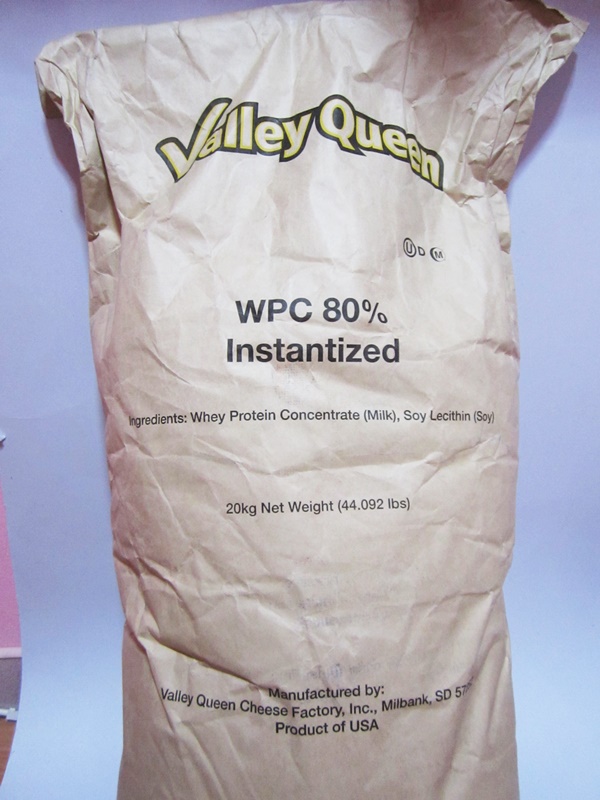 Valley Queen
U D M
WPC 80%
Instantized
Ingredients: Whey Protein Concentrate (Milk), Soy Lecithin (Soy)
20kg Net Weight (44.092 lbs)
Manufactured by:
Valley Queen Cheese Factory, Inc., Milbank, SD
Product of USA